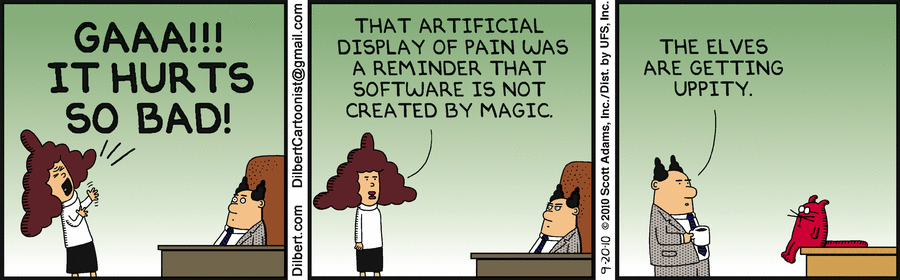 GAAA!!!
IT HURTS
SO BAD!
Dilbert.com DilbertCartoonist@gmail.com
THAT ARTIFICIAL
DISPLAY OF PAIN WAS
A REMINDER THAT
SOFTWARE IS NOT
CREATED BY MAGIC.
9-20-10 © 2010 Scott Adams, Inc./Dist. by UFS, Inc.
THE ELVES
ARE GETTING
UPPITY.